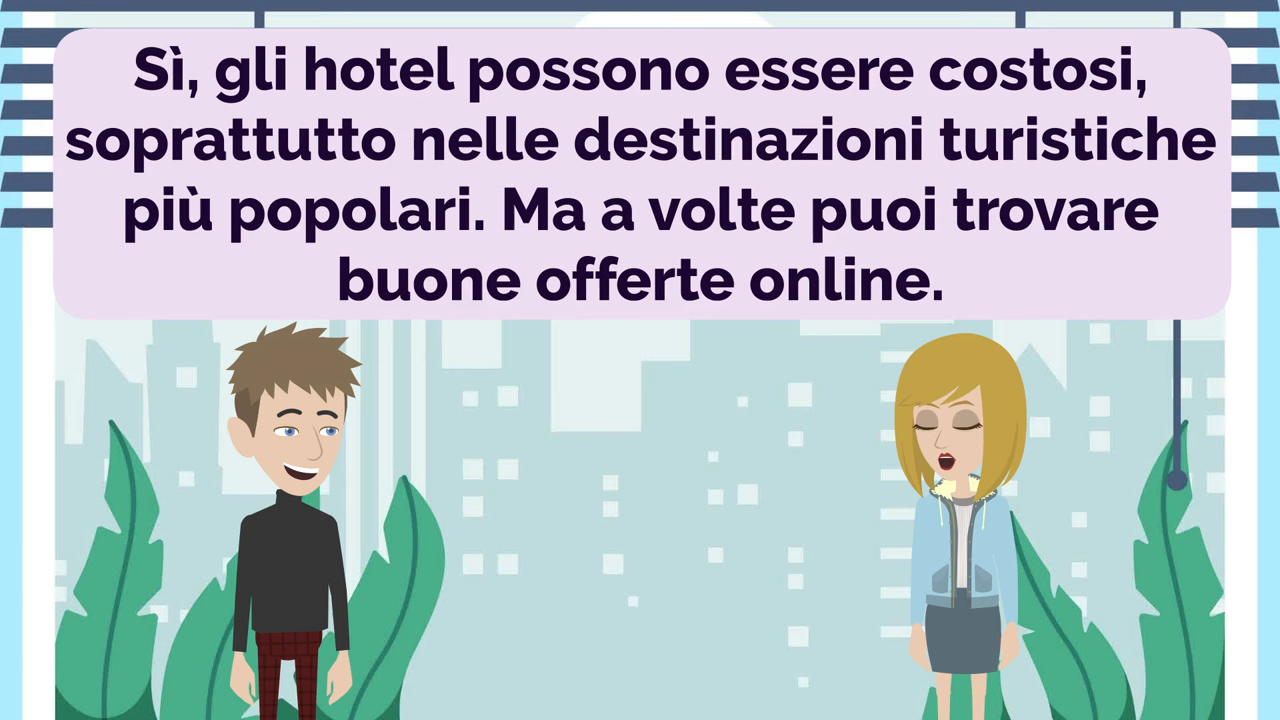 Sì, gli hotel possono essere costosi,
soprattutto nelle destinazioni turistiche
più popolari. Ma a volte puoi trovare
buone offerte online.